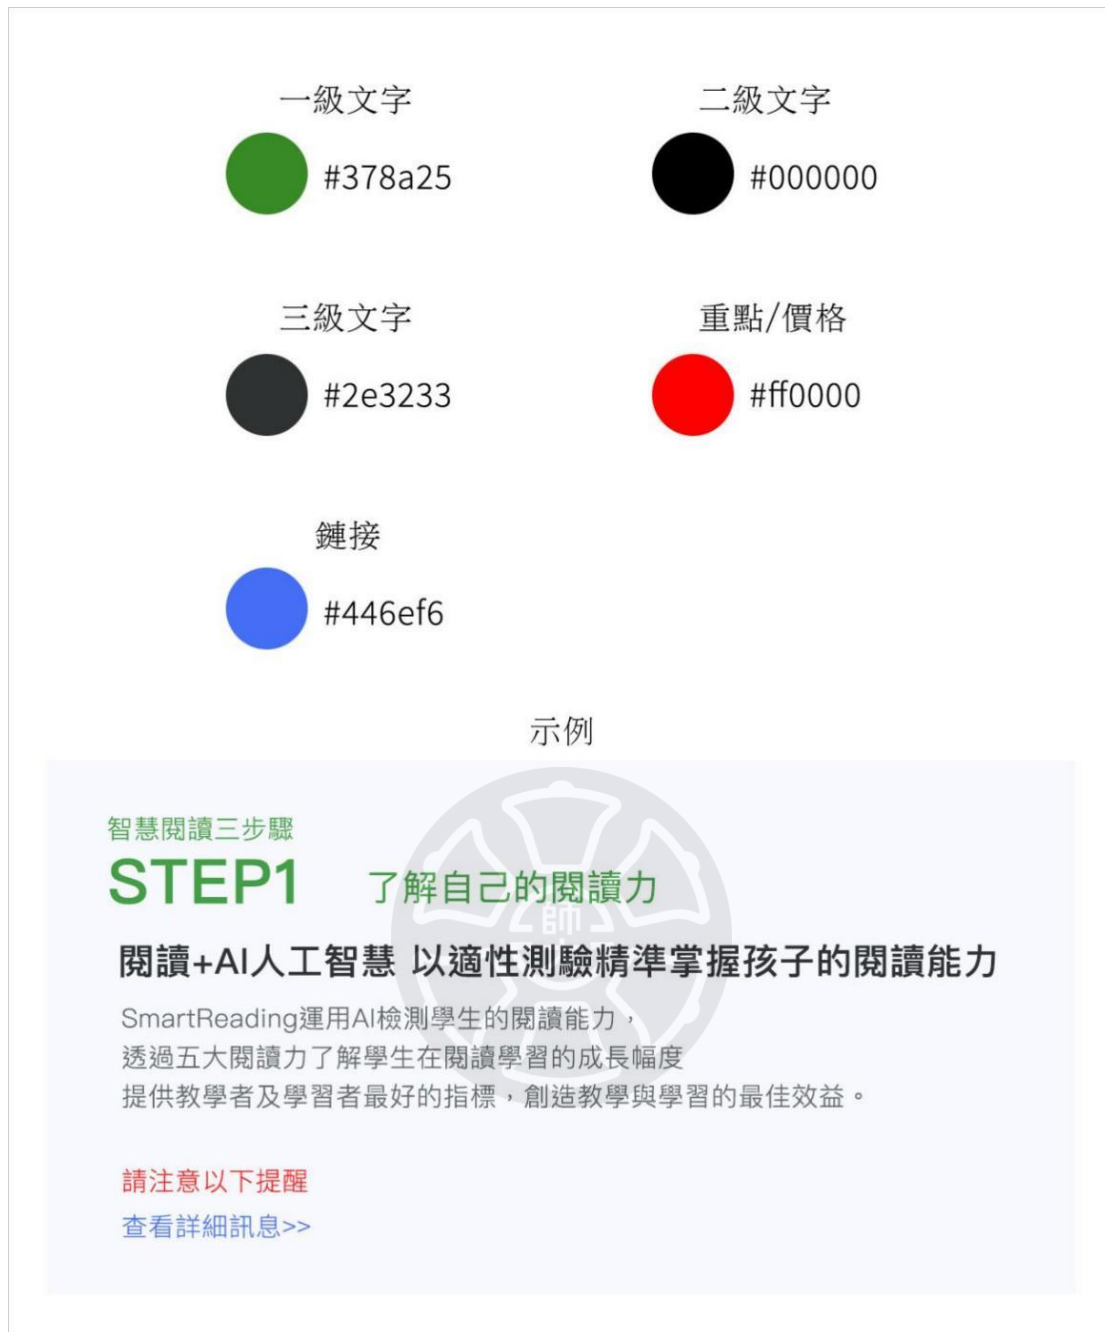 一級文字
二級文字
#378a25
#000000
三級文字
重點/價格
#2e3233
#ff0000
鏈接
#446ef6
示例
智慧閱讀三步驟
STEP1 了解自己的閱讀力
閱讀+AI人工智慧 以適性測驗精準掌握孩子的閱讀能力
SmartReading運用AI檢測學生的閱讀能力，
透過五大閱讀力了解學生在閱讀學習的成長幅度
提供教學者及學習者最好的指標，創造教學與學習的最佳效益。
請注意以下提醒
查看詳細訊息>>
師